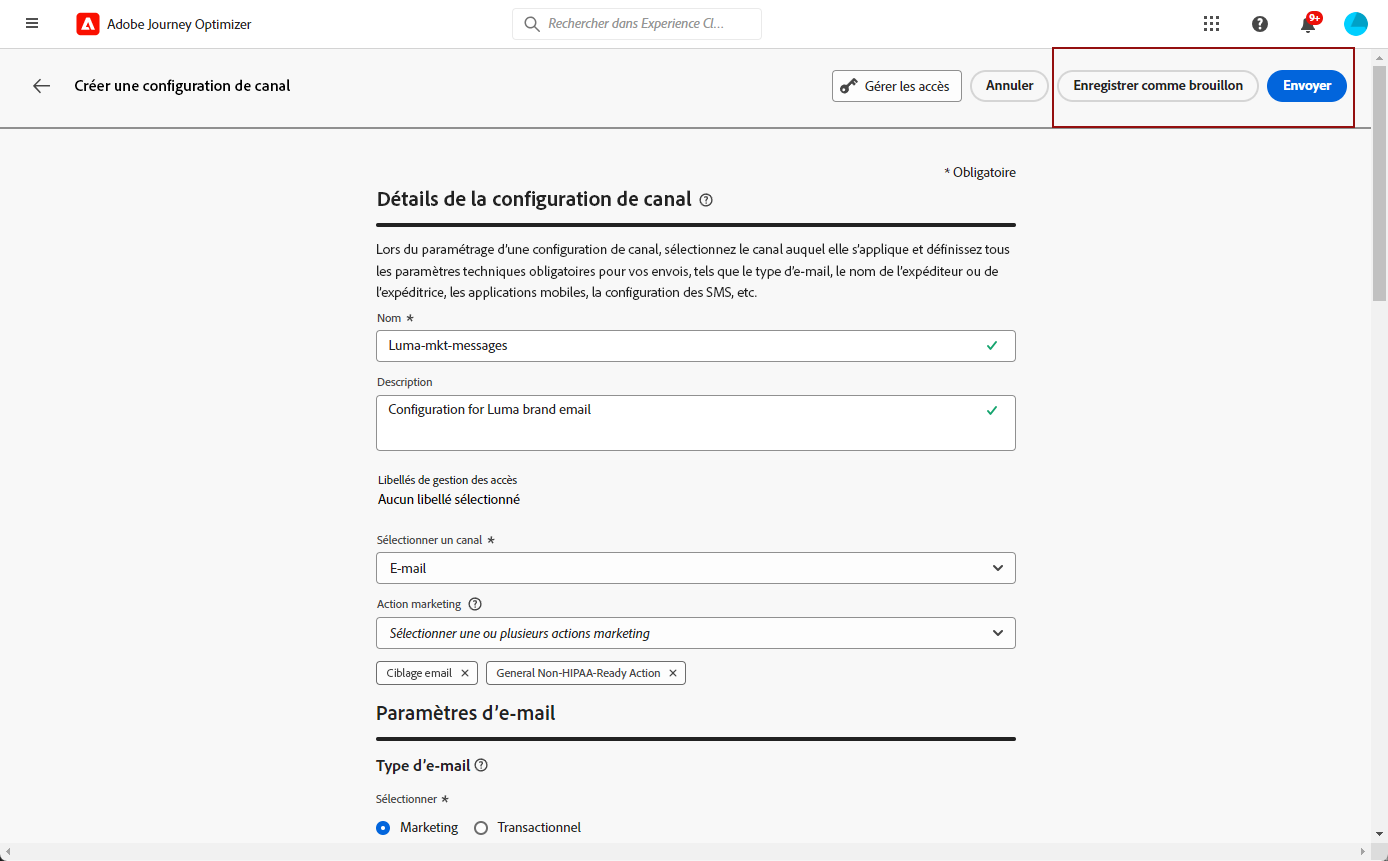 Adobe Journey Optimizer
Rechercher dans Experience Cl...
9+
Créer une configuration de canal
Gérer les accès
Annuler
Enregistrer comme brouillon
Envoyer
* Obligatoire
Détails de la configuration de canal
Lors du paramétrage d’une configuration de canal, sélectionnez le canal auquel elle s’applique et définissez tous
les paramètres techniques obligatoires pour vos envois, tels que le type d’e-mail, le nom de l’expéditeur ou de
l’expéditrice, les applications mobiles, la configuration des SMS, etc.
Nom *
Luma-mkt-messages
Description
Configuration for Luma brand email
Libellés de gestion des accès
Aucun libellé sélectionné
Sélectionner un canal *
E-mail
Action marketing
Sélectionner une ou plusieurs actions marketing
Ciblage email
General Non-HIPAA-Ready Action
Paramètres d’e-mail
Type d’e-mail
Sélectionner *
Marketing
Transactionnel